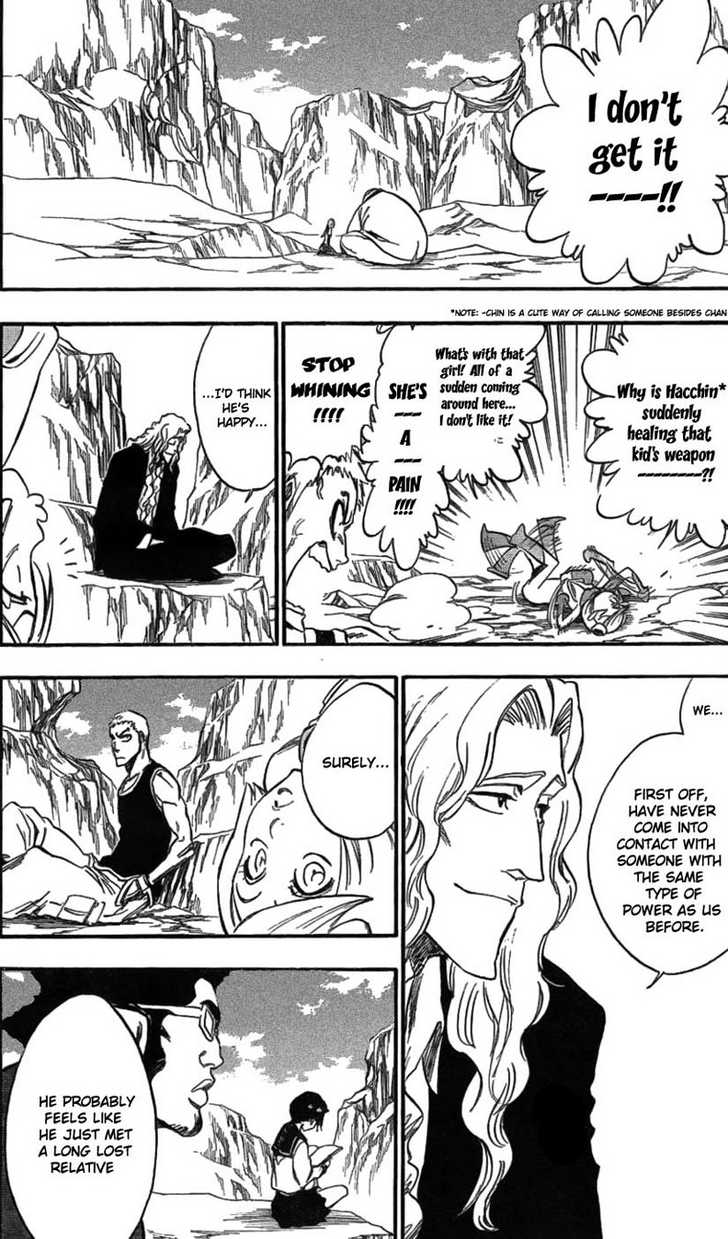 I don't
get it
----!!
*NOTE: -CHIN IS A CUTE WAY OF CALLING SOMEONE BESIDES CHAN
Why is Hacchin*
suddenly
healing that
kid's weapon
--------?!
What's with that
girl! All of a
sudden coming
around here...
I don't like it!
SHE'S
---
A
---
PAIN
!!!!
STOP
WHINING
!!!!
...I'D THINK
HE'S
HAPPY...
WE...
FIRST OFF,
HAVE NEVER
COME INTO
CONTACT WITH
SOMEONE WITH
THE SAME
TYPE OF
POWER AS US
BEFORE.
SURELY...
HE PROBABLY
FEELS LIKE
HE JUST MET
A LONG LOST
RELATIVE